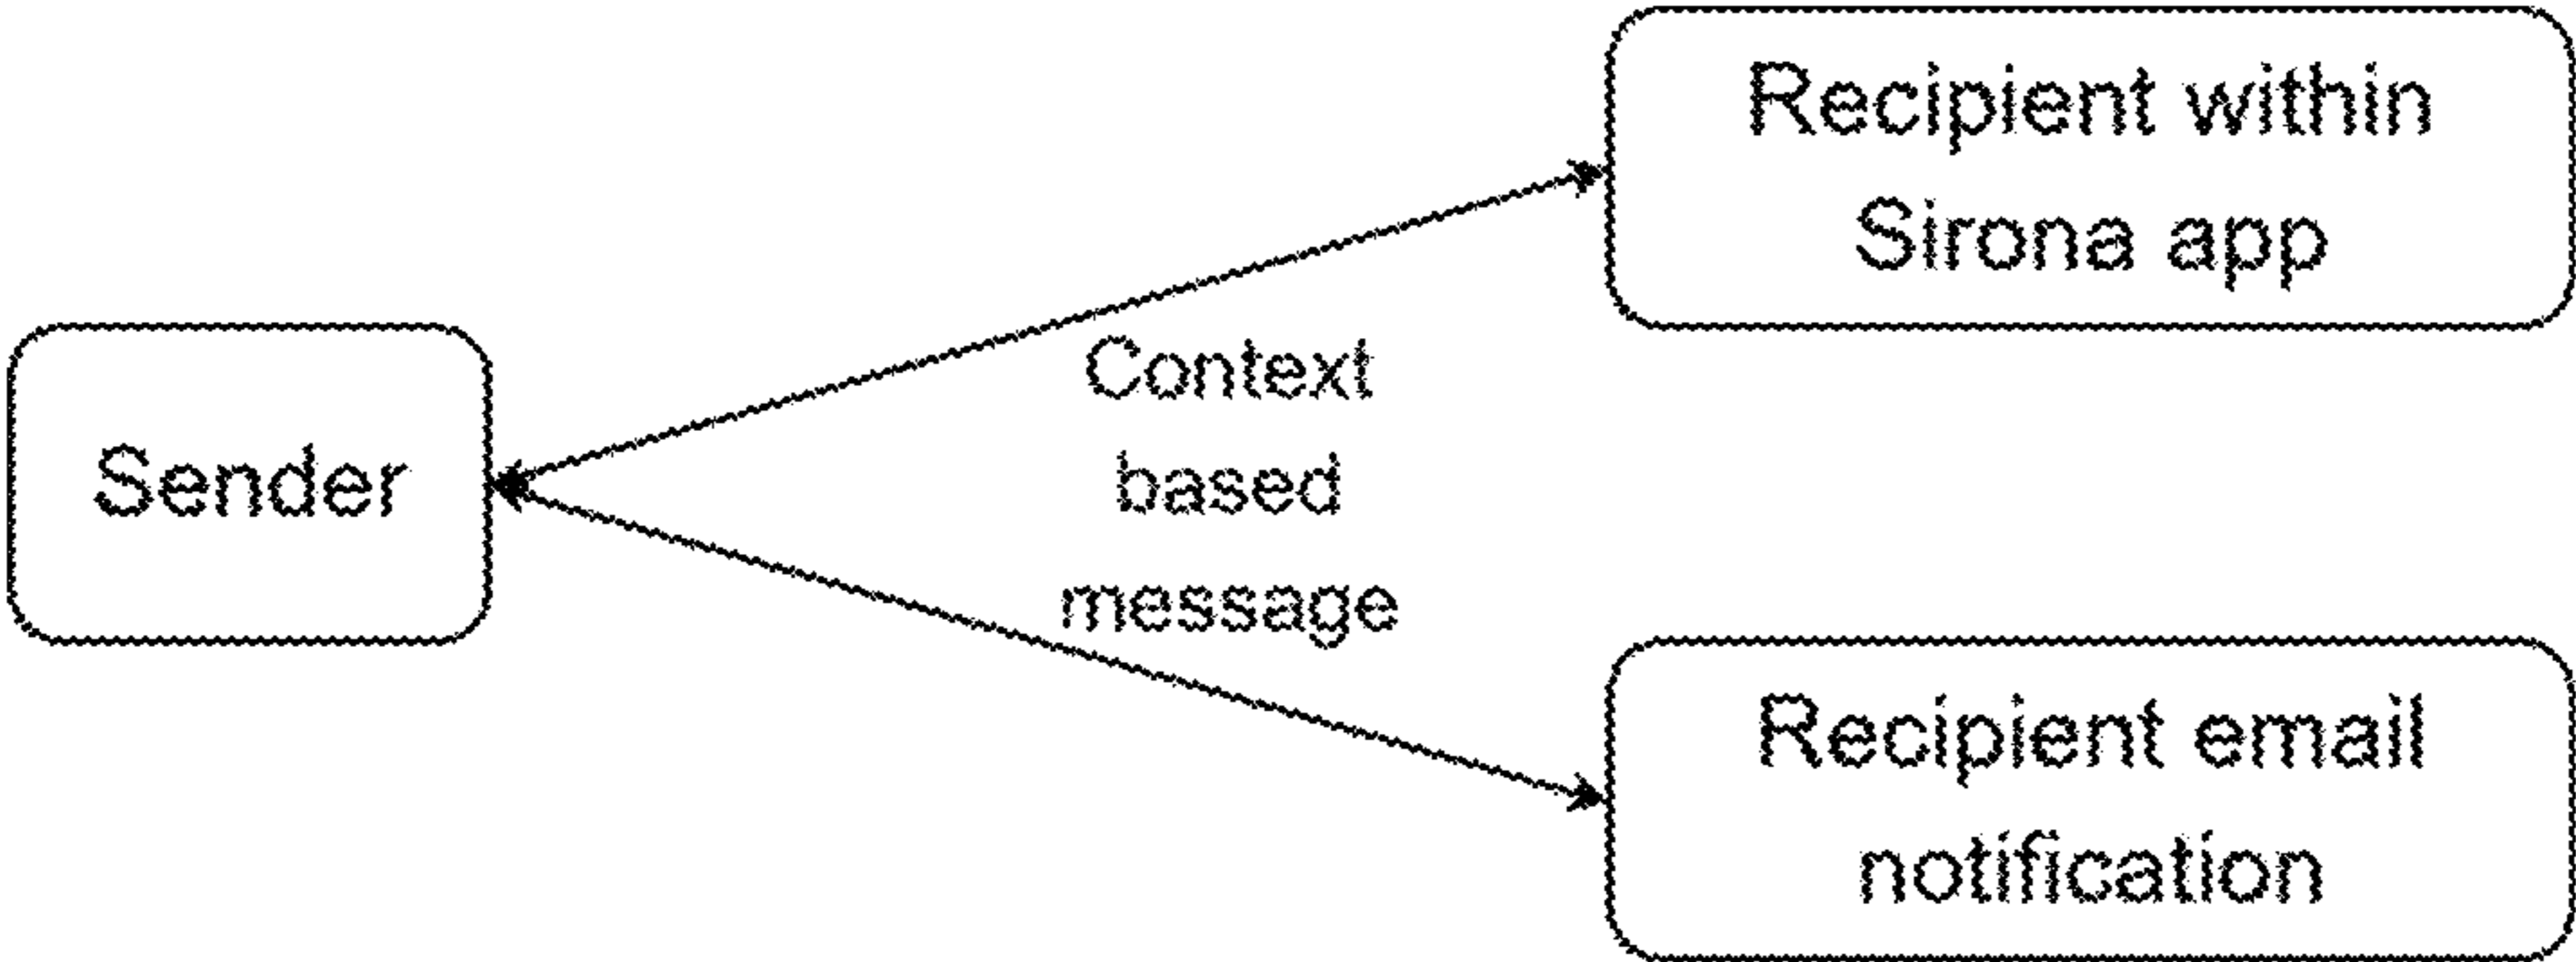 Recipient within
Sirona app
Context
based
message
Sender
Recipient email
notification